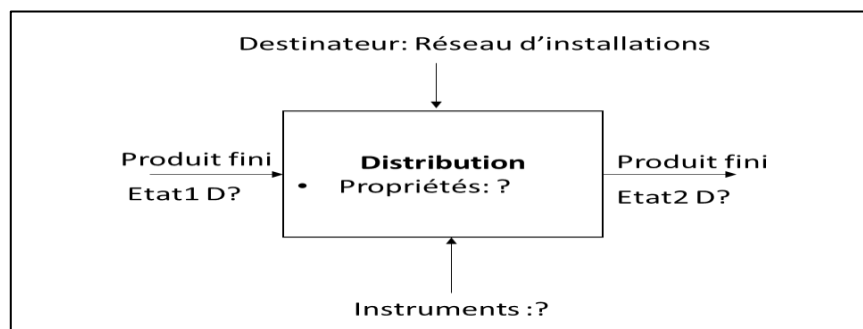 Destinateur: Réseau d’installations
Produit fini
Etat1 D?
Distribution
• Propriétés: ?
Produit fini
Etat2 D?
Instruments :?